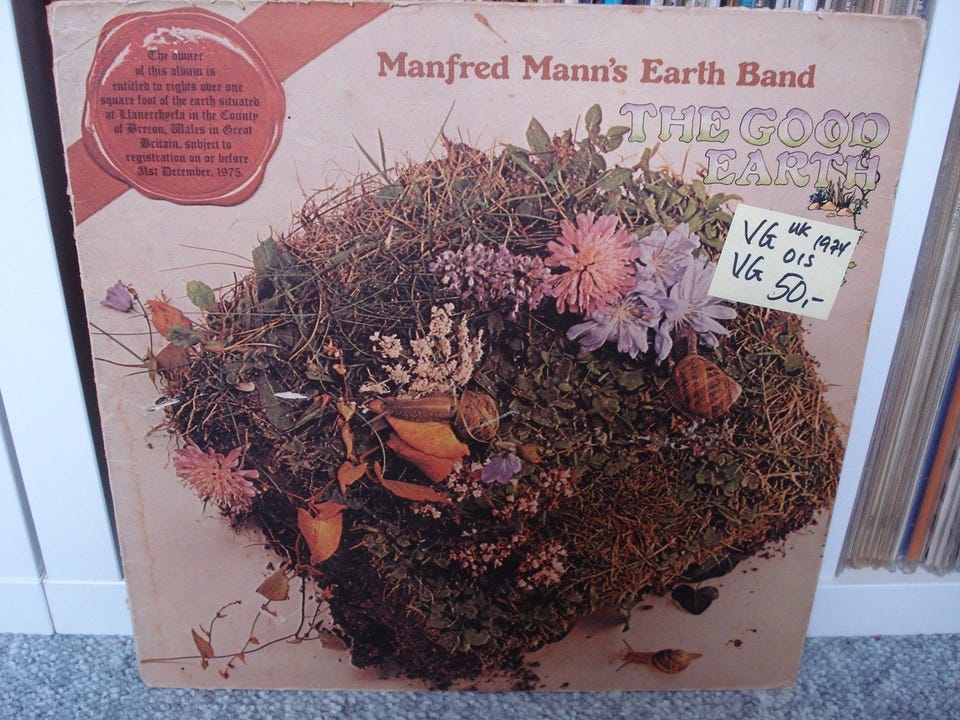 The owner
of this album is
entitled to rights over one
square foot of the earth situated
at Llanerchyrfa in the County
of Brecon, Wales in Great
Britain, subject to
registration on or before
31st December, 1975.
Manfred Mann's Earth Band
THE GOOD
EARTH
VG UK 1974
OIS
VG 50,-